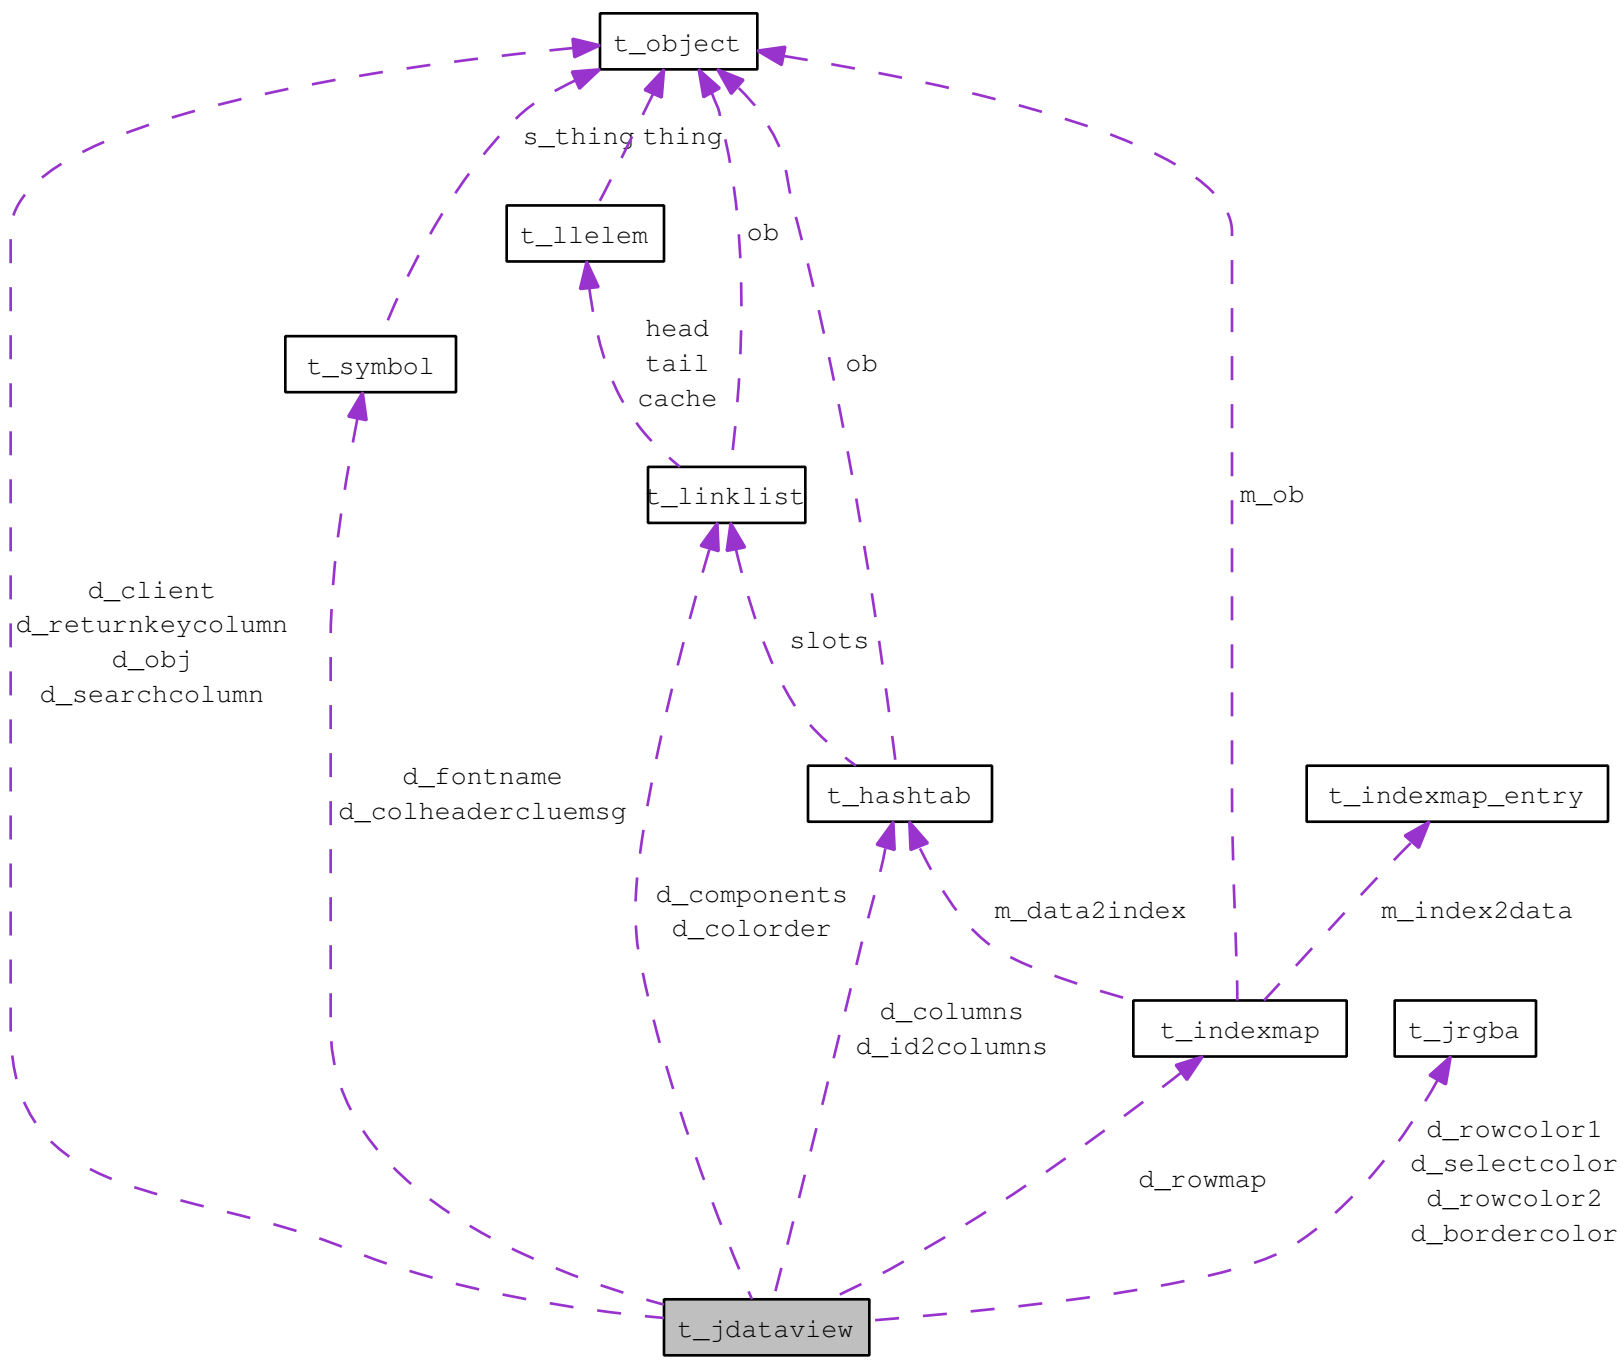 t_object
s_thing
thing
t_llelem
ob
head
tail
cache
t_symbol
ob
t_linklist
m_ob
d_client
d_returnkeycolumn
d_obj
d_searchcolumn
slots
d_fontname
d_colheadercluemsg
t_hashtab
t_indexmap_entry
d_components
d_colorder
m_data2index
m_index2data
d_columns
d_id2columns
t_indexmap
t_jrgba
d_rowmap
d_rowcolor1
d_selectcolor
d_rowcolor2
d_bordercolor
t_jdataview